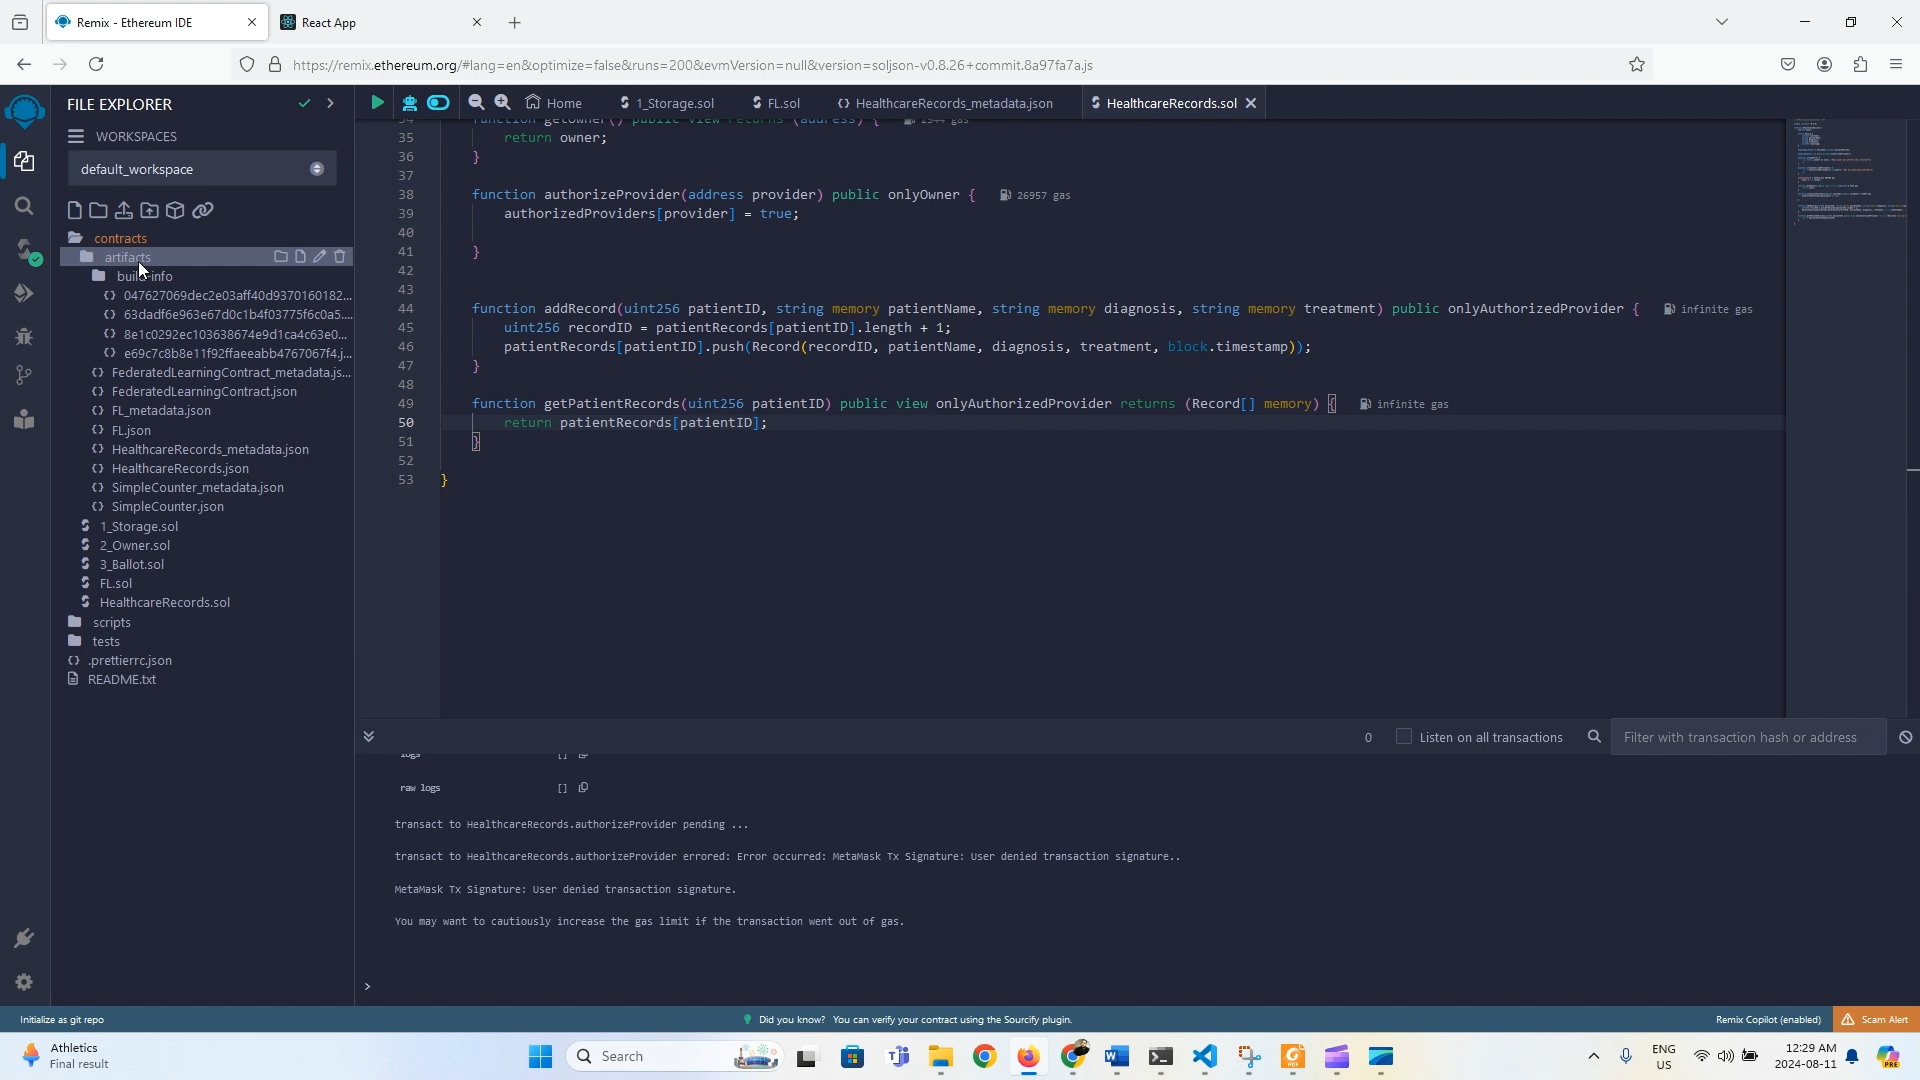 Remix - Ethereum IDE
React App
https://remix.ethereum.org/#lang=en&optimize=false&runs=200&evmVersion=null&version=soljson-v0.8.26+commit.8a97fa7a.js
FILE EXPLORER
Home
1_Storage.sol
FL.sol
HealthcareRecords_metadata.json
HealthcareRecords.sol
WORKSPACES
default_workspace
contracts
artifacts
build-info
047627069dec2e03aff40d9370160182...
63dadf6e963e67d0c1b4f03775f6c0a5....
8e1c0292ec103638674e9d1ca4c63e0...
e69c7c8b8e11f92ffaeeabb4767067f4.j...
FederatedLearningContract_metadata.js...
FederatedLearningContract.json
FL_metadata.json
FL.json
HealthcareRecords_metadata.json
HealthcareRecords.json
SimpleCounter_metadata.json
SimpleCounter.json
1_Storage.sol
2_Owner.sol
3_Ballot.sol
FL.sol
HealthcareRecords.sol
scripts
tests
.prettierrc.json
README.txt
34 function getOwner() public view returns (address) { 2544 gas
35 return owner;
36 }
37
38 function authorizeProvider(address provider) public onlyOwner { 26957 gas
39 authorizedProviders[provider] = true;
40
41 }
42
43
44 function addRecord(uint256 patientID, string memory patientName, string memory diagnosis, string memory treatment) public onlyAuthorizedProvider { infinite gas
45 uint256 recordID = patientRecords[patientID].length + 1;
46 patientRecords[patientID].push(Record(recordID, patientName, diagnosis, treatment, block.timestamp));
47 }
48
49 function getPatientRecords(uint256 patientID) public view onlyAuthorizedProvider returns (Record[] memory) { infinite gas
50 return patientRecords[patientID];
51 }
52
53 }
0
Listen on all transactions
Filter with transaction hash or address
logs []
raw logs []
transact to HealthcareRecords.authorizeProvider pending ...
transact to HealthcareRecords.authorizeProvider errored: Error occurred: MetaMask Tx Signature: User denied transaction signature..
MetaMask Tx Signature: User denied transaction signature.
You may want to cautiously increase the gas limit if the transaction went out of gas.
>
Initialize as git repo
Did you know? You can verify your contract using the Sourcify plugin.
Remix Copilot (enabled)
Scam Alert
Athletics
Final result
Search
ENG
US
12:29 AM
2024-08-11
PRE